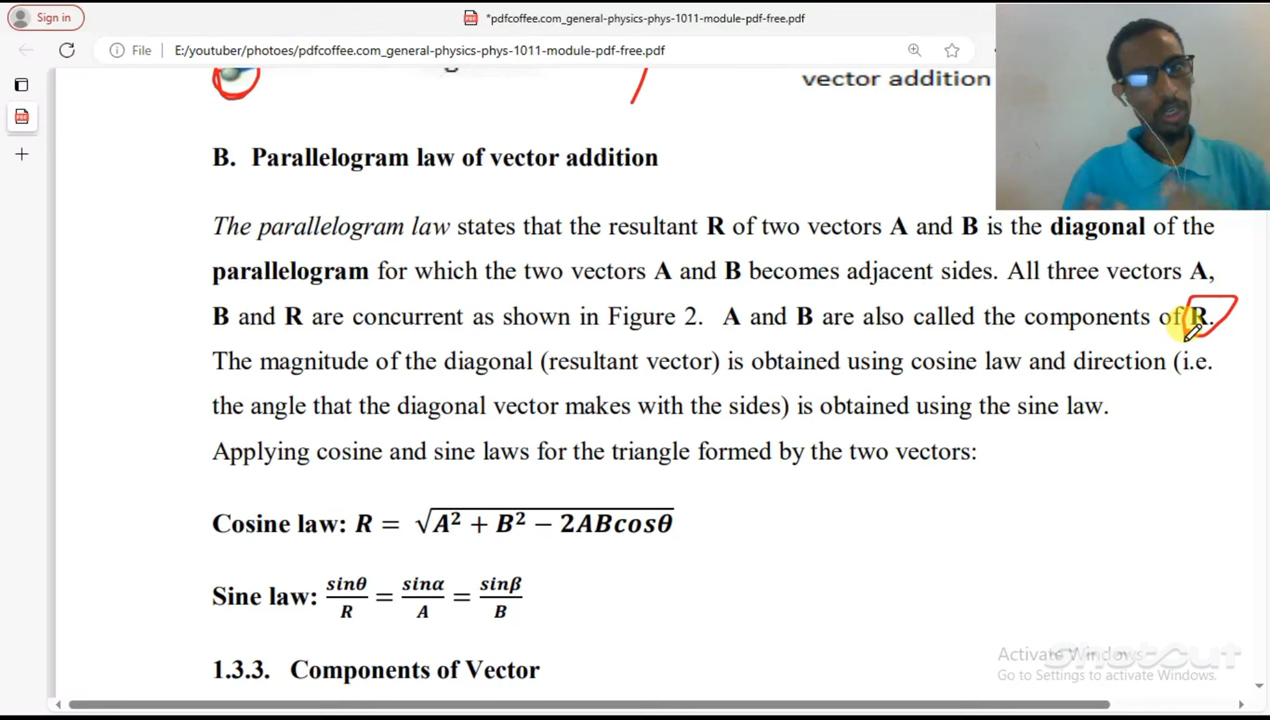 Sign in
*pdfcoffee.com_general-physics-phys-1011-module-pdf-free.pdf
File E:/youtuber/photoes/pdfcoffee.com_general-physics-phys-1011-module-pdf-free.pdf
vector addition
B. Parallelogram law of vector addition
The parallelogram law states that the resultant R of two vectors A and B is the diagonal of the
parallelogram for which the two vectors A and B becomes adjacent sides. All three vectors A,
B and R are concurrent as shown in Figure 2. A and B are also called the components of R.
The magnitude of the diagonal (resultant vector) is obtained using cosine law and direction (i.e.
the angle that the diagonal vector makes with the sides) is obtained using the sine law.
Applying cosine and sine laws for the triangle formed by the two vectors:
Cosine law: R = √A² + B² − 2ABcosθ
Sine law: sinθ/R = sinα/A = sinβ/B
1.3.3. Components of Vector
Activate Windows
Go to Settings to activate Windows.
shotcut